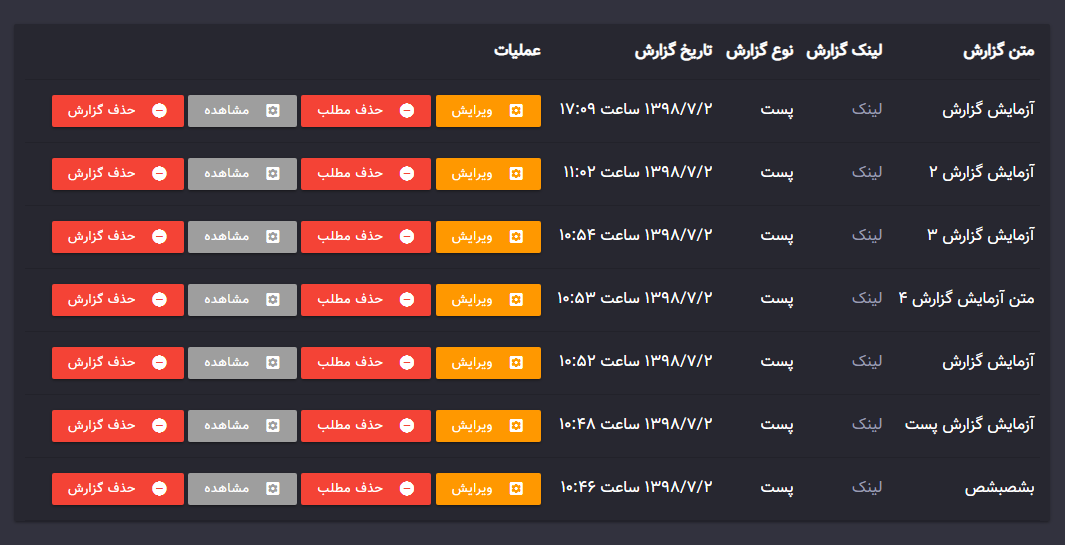 متن گزارش لینک گزارش نوع گزارش تاریخ گزارش عملیات
آزمایش گزارش لینک پست ۱۳۹۸/۷/۲ ساعت ۱۷:۰۹ ویرایش حذف مطلب مشاهده حذف گزارش
آزمایش گزارش ۲ لینک پست ۱۳۹۸/۷/۲ ساعت ۱۱:۰۲ ویرایش حذف مطلب مشاهده حذف گزارش
آزمایش گزارش ۳ لینک پست ۱۳۹۸/۷/۲ ساعت ۱۰:۵۴ ویرایش حذف مطلب مشاهده حذف گزارش
متن آزمایش گزارش ۴ لینک پست ۱۳۹۸/۷/۲ ساعت ۱۰:۵۳ ویرایش حذف مطلب مشاهده حذف گزارش
آزمایش گزارش لینک پست ۱۳۹۸/۷/۲ ساعت ۱۰:۵۲ ویرایش حذف مطلب مشاهده حذف گزارش
آزمایش گزارش پست لینک پست ۱۳۹۸/۷/۲ ساعت ۱۰:۴۸ ویرایش حذف مطلب مشاهده حذف گزارش
بشصبشص لینک پست ۱۳۹۸/۷/۲ ساعت ۱۰:۴۶ ویرایش حذف مطلب مشاهده حذف گزارش